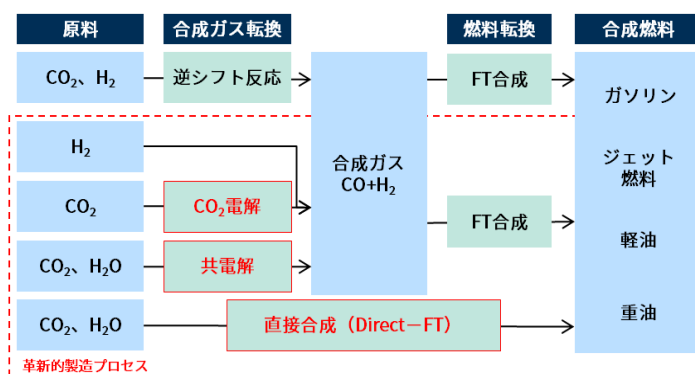 原料 合成ガス転換 燃料転換 合成燃料
CO₂、H₂ 逆シフト反応 FT合成 ガソリン
H₂
合成ガス
CO+H₂
ジェット
燃料
CO₂ CO₂電解 FT合成 軽油
CO₂、H₂O 共電解
CO₂、H₂O 直接合成（Direct－FT） 重油
革新的製造プロセス